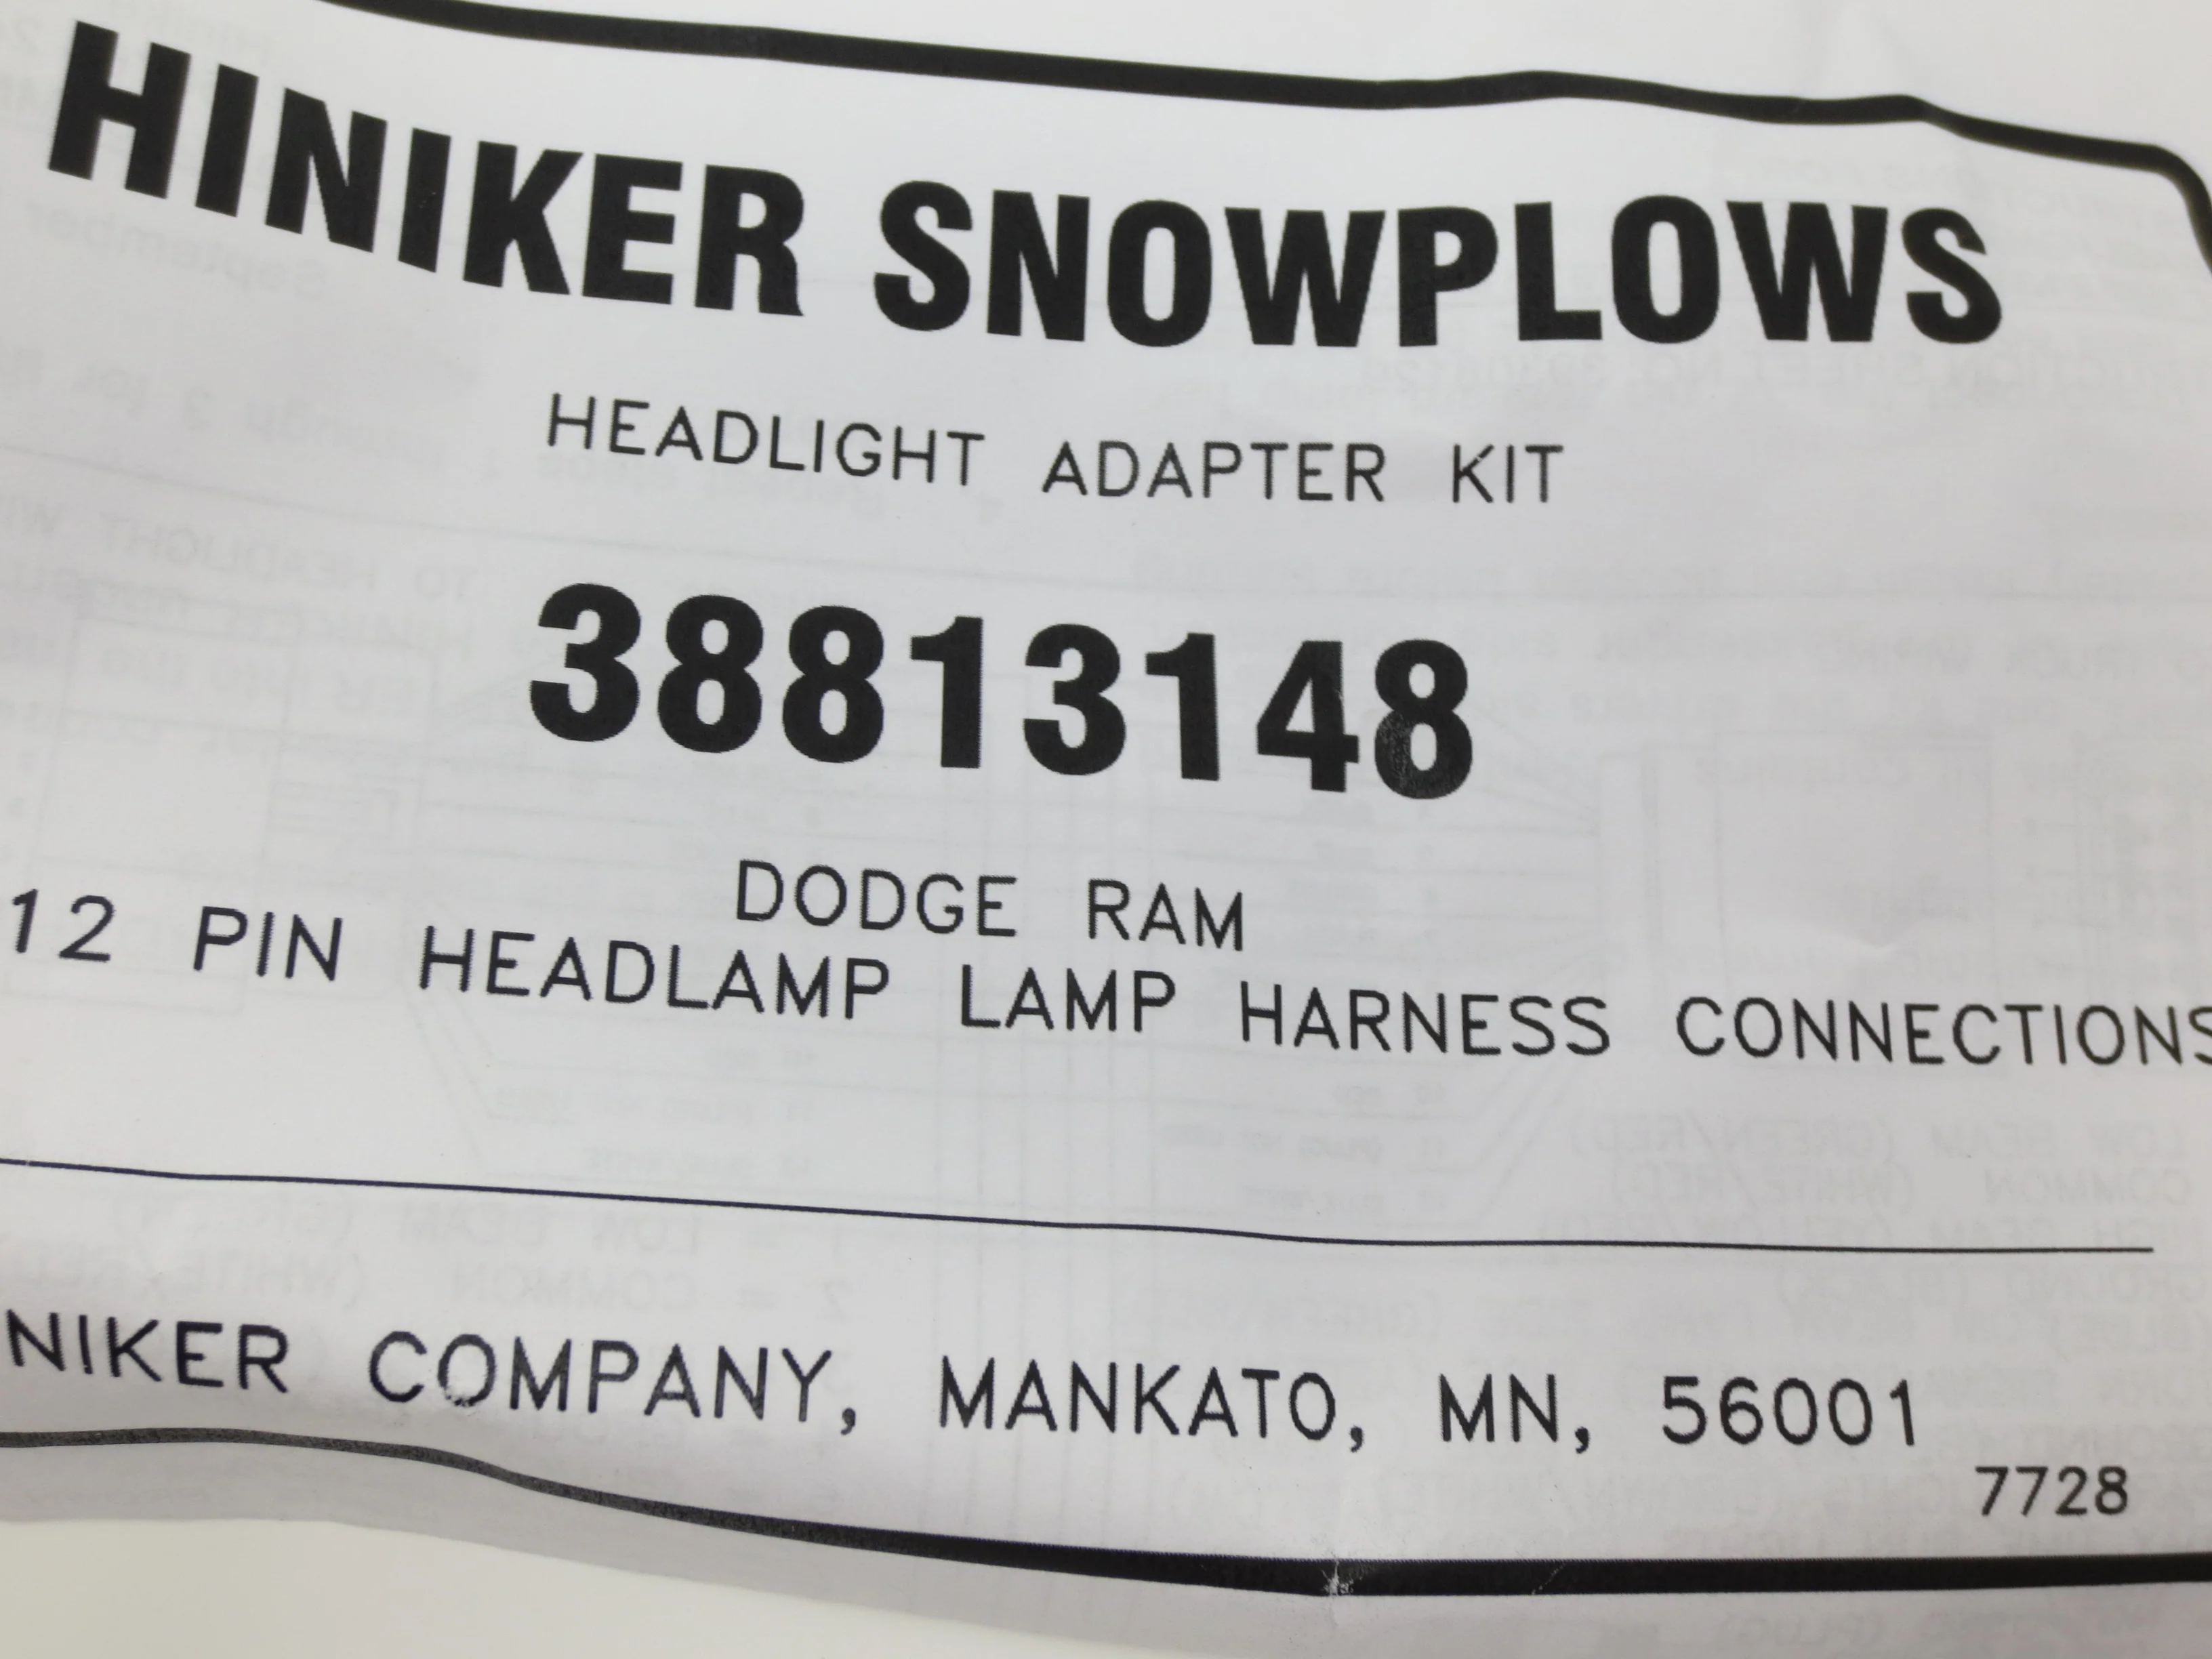 HINIKER SNOWPLOWS
HEADLIGHT ADAPTER KIT
38813148
DODGE RAM
12 PIN HEADLAMP LAMP HARNESS CONNECTIONS
NIKER COMPANY, MANKATO, MN, 56001
7728